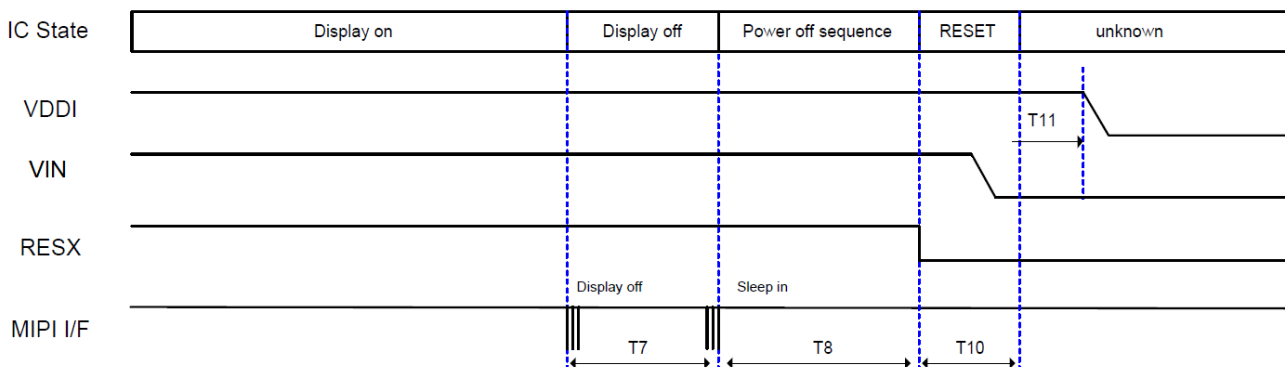 IC State Display on Display off Power off sequence RESET unknown
VDDI
T11
VIN
RESX
Display off Sleep in
MIPI I/F
T7 T8 T10